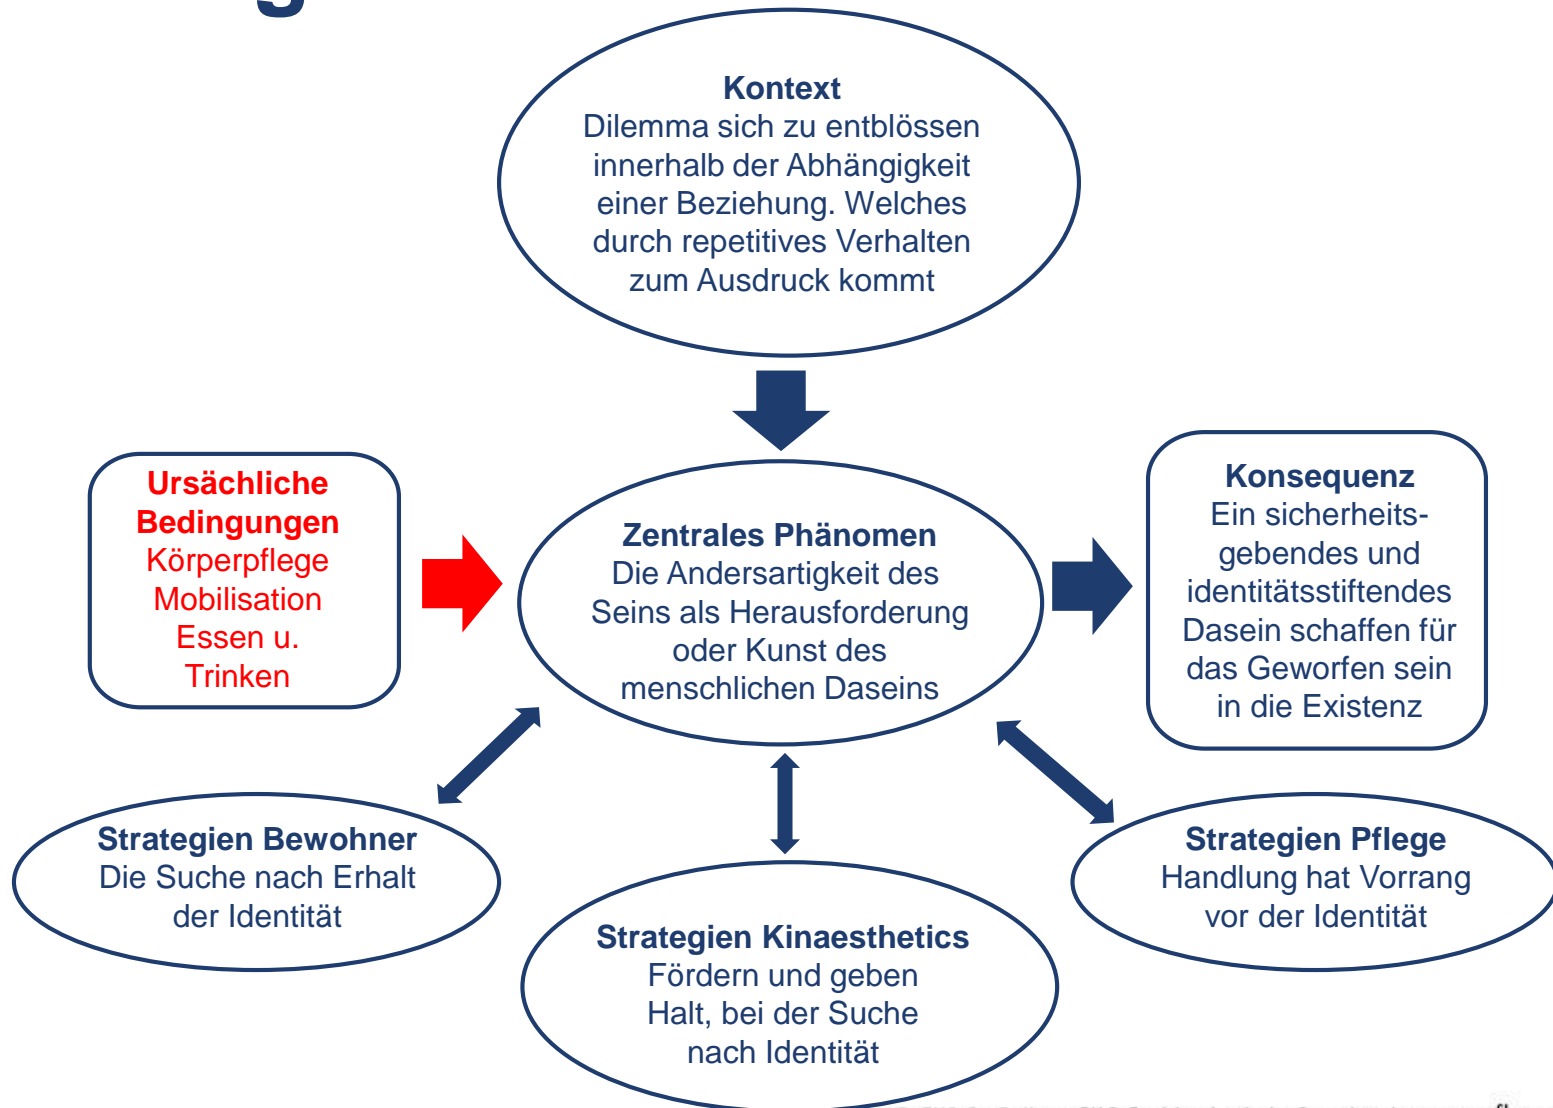 Kontext
Dilemma sich zu entblössen
innerhalb der Abhängigkeit
einer Beziehung. Welches
durch repetitives Verhalten
zum Ausdruck kommt
Ursächliche
Bedingungen
Körperpflege
Mobilisation
Essen u.
Trinken
Zentrales Phänomen
Die Andersartigkeit des
Seins als Herausforderung
oder Kunst des
menschlichen Daseins
Konsequenz
Ein sicherheits-
gebendes und
identitätsstiftendes
Dasein schaffen für
das Geworfen sein
in die Existenz
Strategien Bewohner
Die Suche nach Erhalt
der Identität
Strategien Kinaesthetics
Fördern und geben
Halt, bei der Suche
nach Identität
Strategien Pflege
Handlung hat Vorrang
vor der Identität